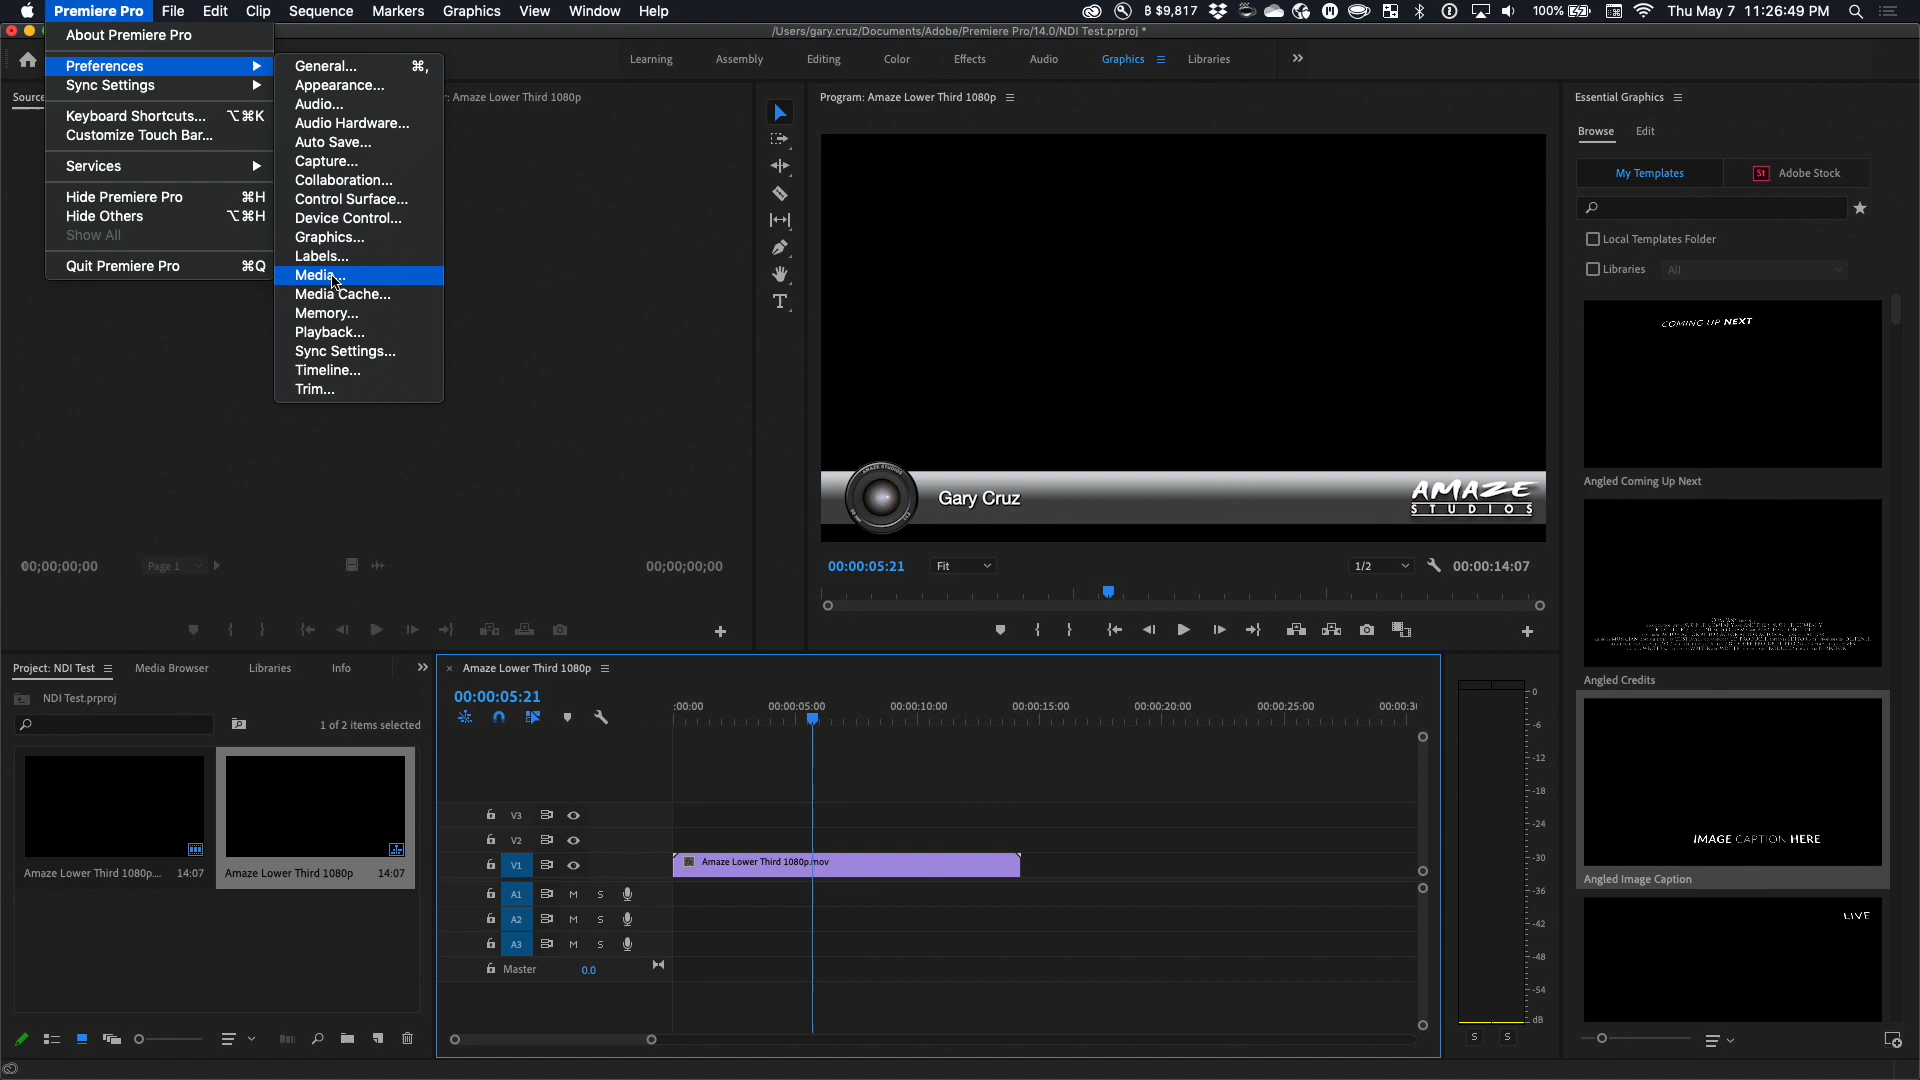 Premiere Pro File Edit Clip Sequence Markers Graphics View Window Help
฿ $9,817 100% Thu May 7 11:26:49 PM
About Premiere Pro
Preferences
Sync Settings
Keyboard Shortcuts... ⌥⌘K
Customize Touch Bar...
Services
Hide Premiere Pro ⌘H
Hide Others ⌥⌘H
Show All
Quit Premiere Pro ⌘Q
General... ⌘,
Appearance...
Audio...
Audio Hardware...
Auto Save...
Capture...
Collaboration...
Control Surface...
Device Control...
Graphics...
Labels...
Media...
Media Cache...
Memory...
Playback...
Sync Settings...
Timeline...
Trim...
/Users/gary.cruz/Documents/Adobe/Premiere Pro/14.0/NDI Test.prproj *
Learning Assembly Editing Color Effects Audio Graphics Libraries
Source
: Amaze Lower Third 1080p
00;00;00;00
Page 1
00;00;00;00
Program: Amaze Lower Third 1080p
AMAZE STUDIOS
Gary Cruz
AMAZE
STUDIOS
00:00:05:21
Fit
1/2
00:00:14:07
Essential Graphics
Browse Edit
My Templates
St Adobe Stock
Local Templates Folder
Libraries All
COMING UP NEXT
Angled Coming Up Next
Angled Credits
IMAGE CAPTION HERE
Angled Image Caption
LIVE
Project: NDI Test Media Browser Libraries Info
NDI Test.prproj
1 of 2 items selected
Amaze Lower Third 1080p... 14:07
Amaze Lower Third 1080p 14:07
Amaze Lower Third 1080p
00:00:05:21
:00:00 00:00:05:00 00:00:10:00 00:00:15:00 00:00:20:00 00:00:25:00 00:00:3
V3
V2
V1
fx Amaze Lower Third 1080p.mov
A1 M S
A2 M S
A3 M S
Master 0.0
0
-6
-12
-18
-24
-30
-36
-42
-48
-54
dB
S S